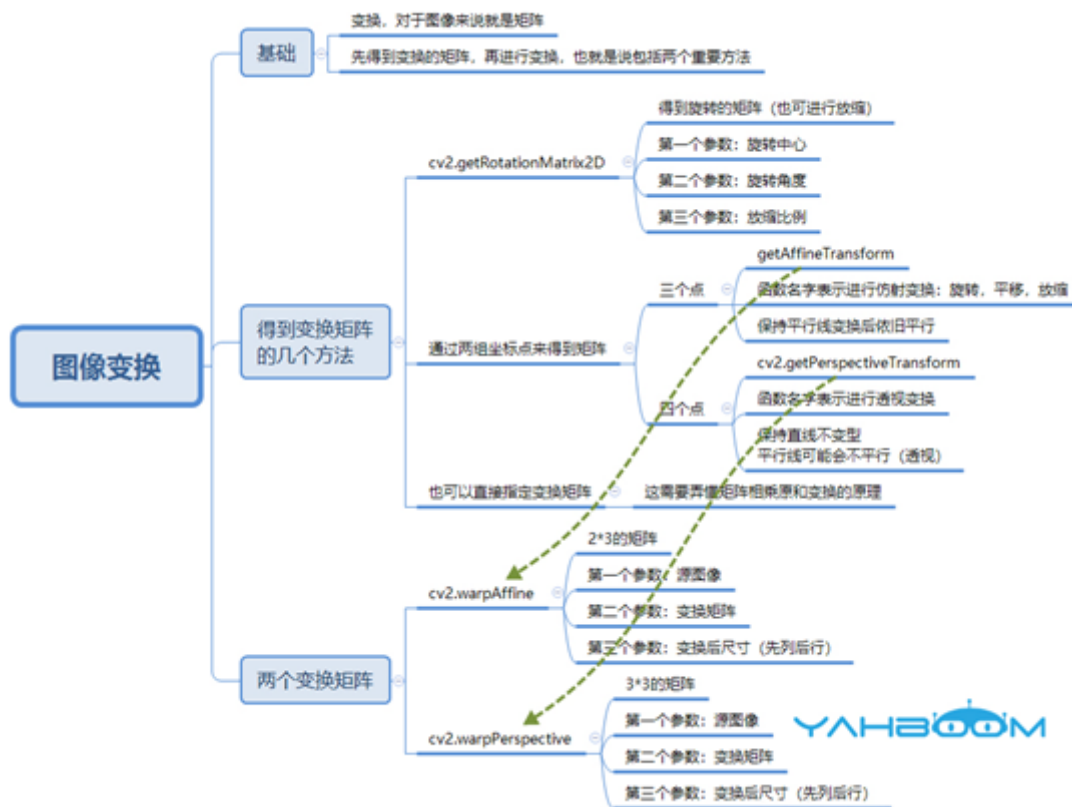 图像变换
基础
变换，对于图像来说就是矩阵
先得到变换的矩阵，再进行变换，也就是说包括两个重要方法
得到变换矩阵
的几个方法
cv2.getRotationMatrix2D
得到旋转的矩阵（也可进行放缩）
第一个参数：旋转中心
第二个参数：旋转角度
第三个参数：放缩比例
通过两组坐标点来得到矩阵
三个点
getAffineTransform
函数名字表示进行仿射变换：旋转，平移，放缩
保持平行线变换后依旧平行
四个点
cv2.getPerspectiveTransform
函数名字表示进行透视变换
保持直线不变型
平行线可能会不平行（透视）
也可以直接指定变换矩阵
这需要弄懂矩阵相乘原和变换的原理
两个变换矩阵
cv2.warpAffine
2*3的矩阵
第一个参数：源图像
第二个参数：变换矩阵
第三个参数：变换后尺寸（先列后行）
cv2.warpPerspective
3*3的矩阵
第一个参数：源图像
第二个参数：变换矩阵
第三个参数：变换后尺寸（先列后行）
YAHBOOM